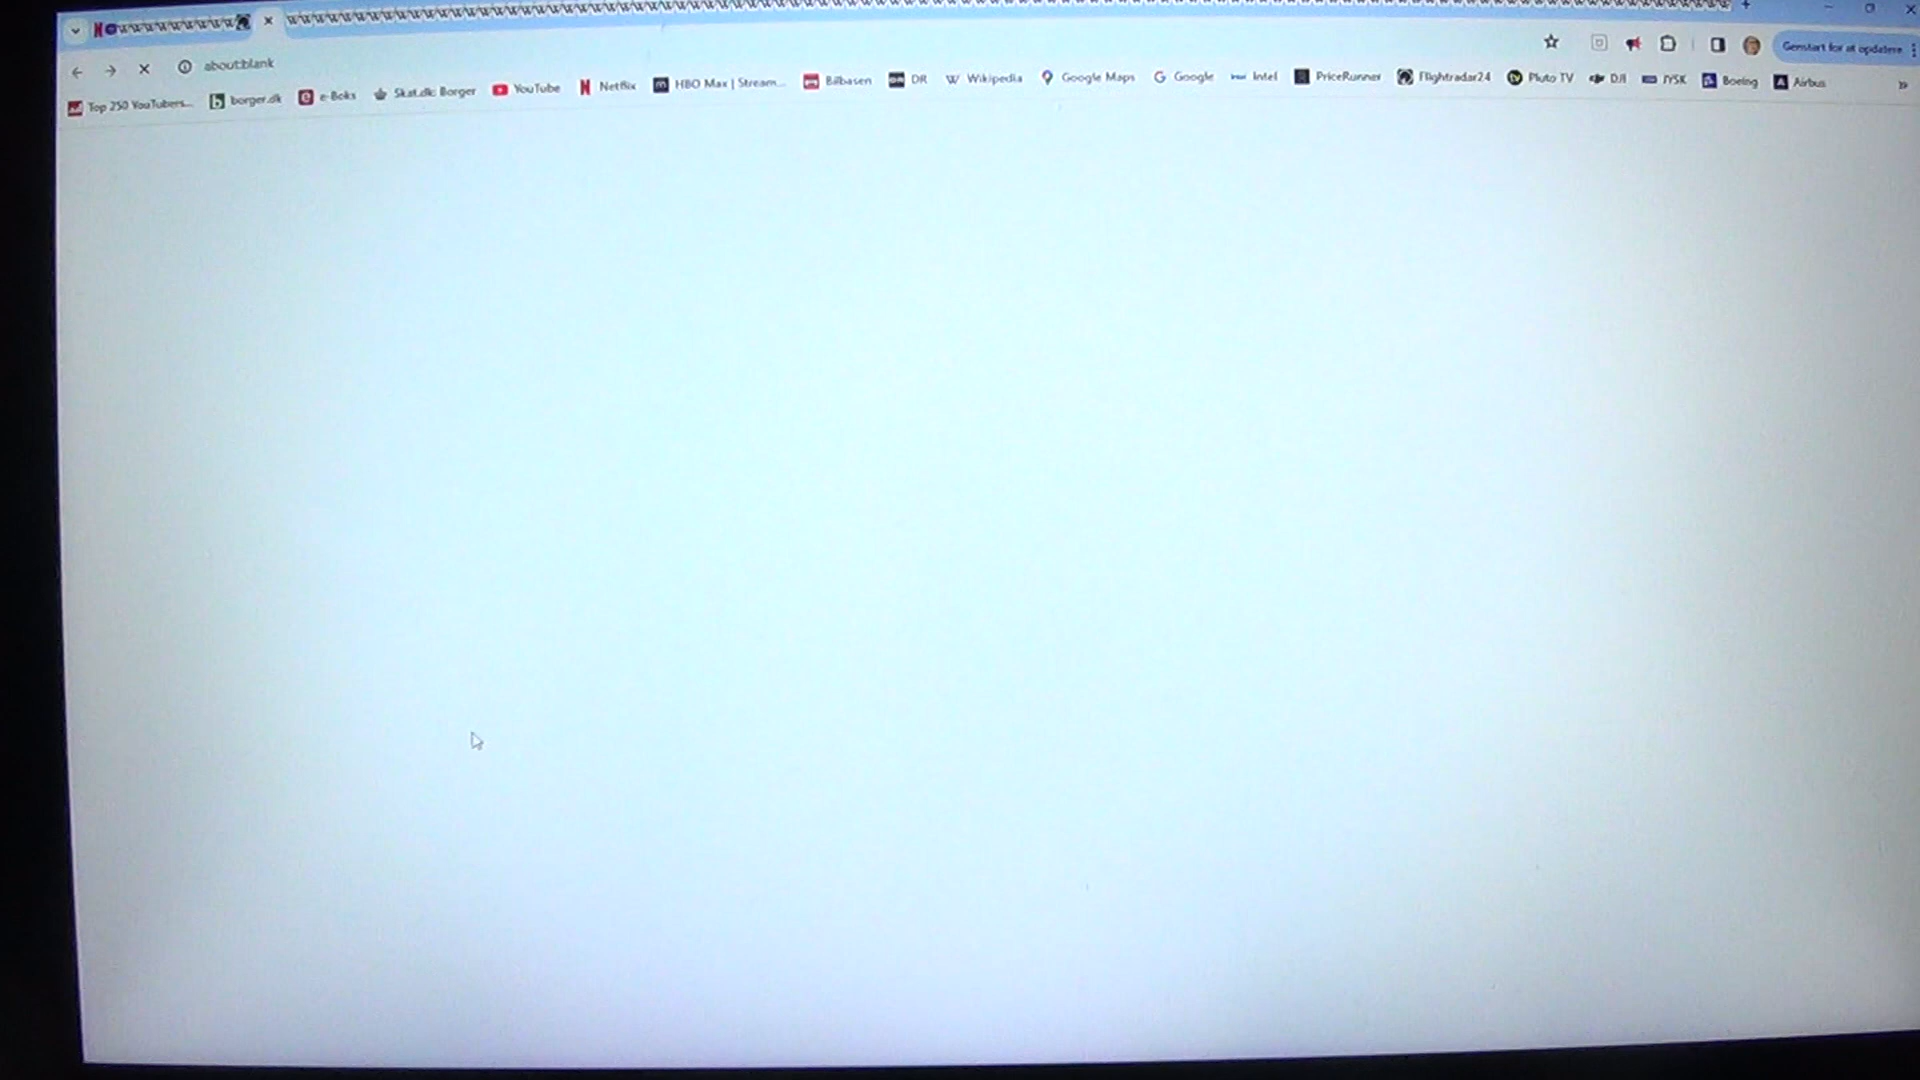 about:blank
Top 250 YouTubers... borger.dk e-Boks Skat.dk: Borger YouTube Netflix HBO Max | Stream... Bilbasen DR Wikipedia Google Maps Google Intel PriceRunner Flightradar24 Pluto TV DJI JYSK Boeing Airbus
Genstart for at opdatere